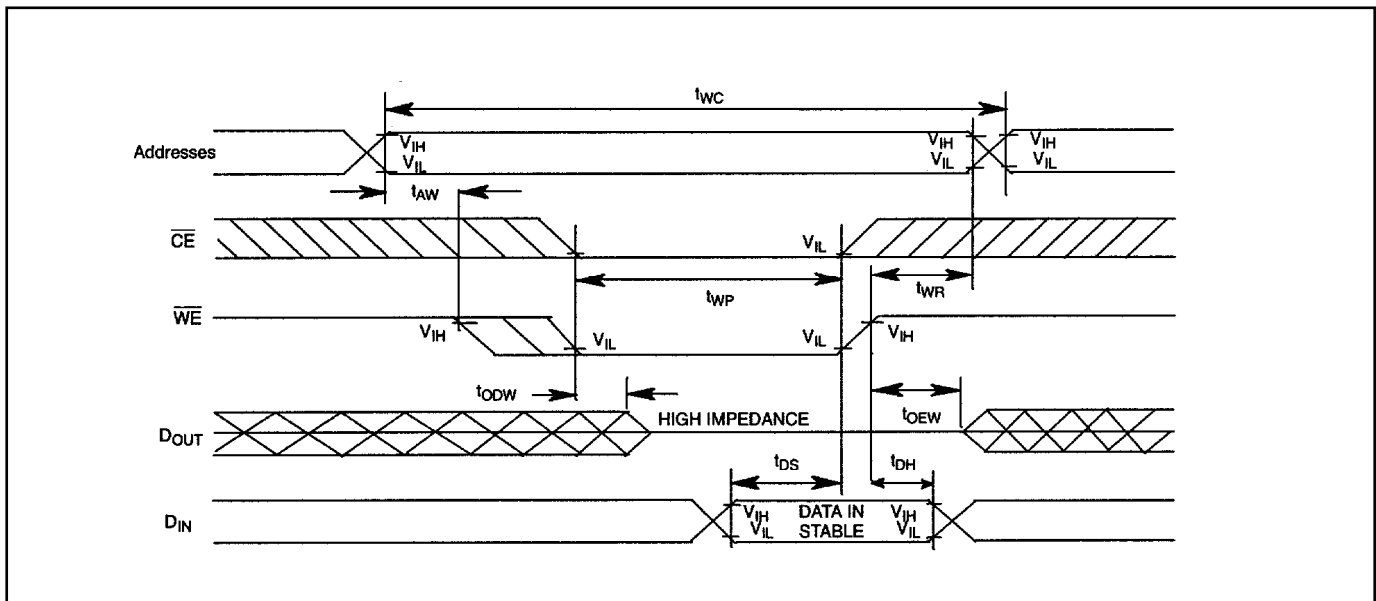 tWC
Addresses
VIH
VIL
VIH
VIL
VIH
VIL
tAW
CE
VIL
tWP
tWR
WE
VIH
VIL
VIL
VIH
tODW
tOEW
DOUT
HIGH IMPEDANCE
tDS
tDH
DIN
VIH
VIL
DATA IN
STABLE
VIH
VIL